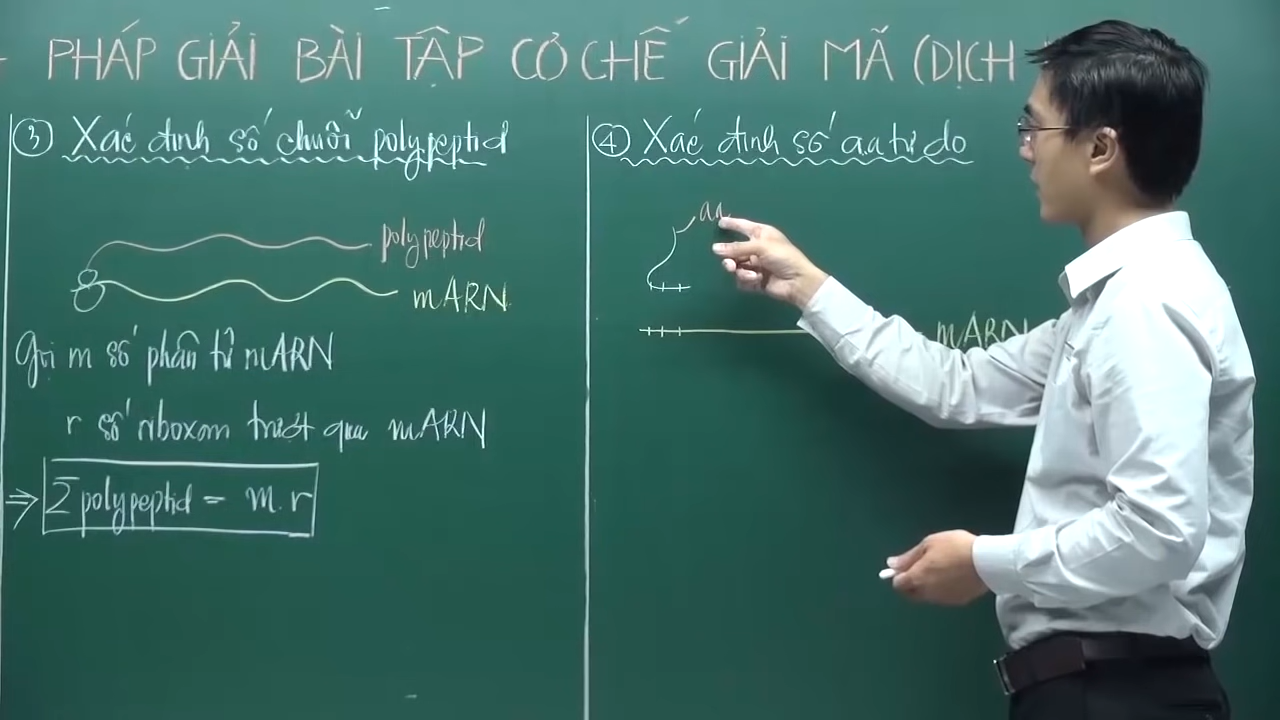 PHÁP GIẢI BÀI TẬP CƠ CHẾ GIẢI MÃ (DỊCH
③ Xác định số chuỗi polypeptid
polypeptid
mARN
Gọi m số phân tử mARN
r số riboxom trượt qua mARN
⇒ Σ polypeptid = m.r
④ Xác định số a.a tự do
aa
mARN